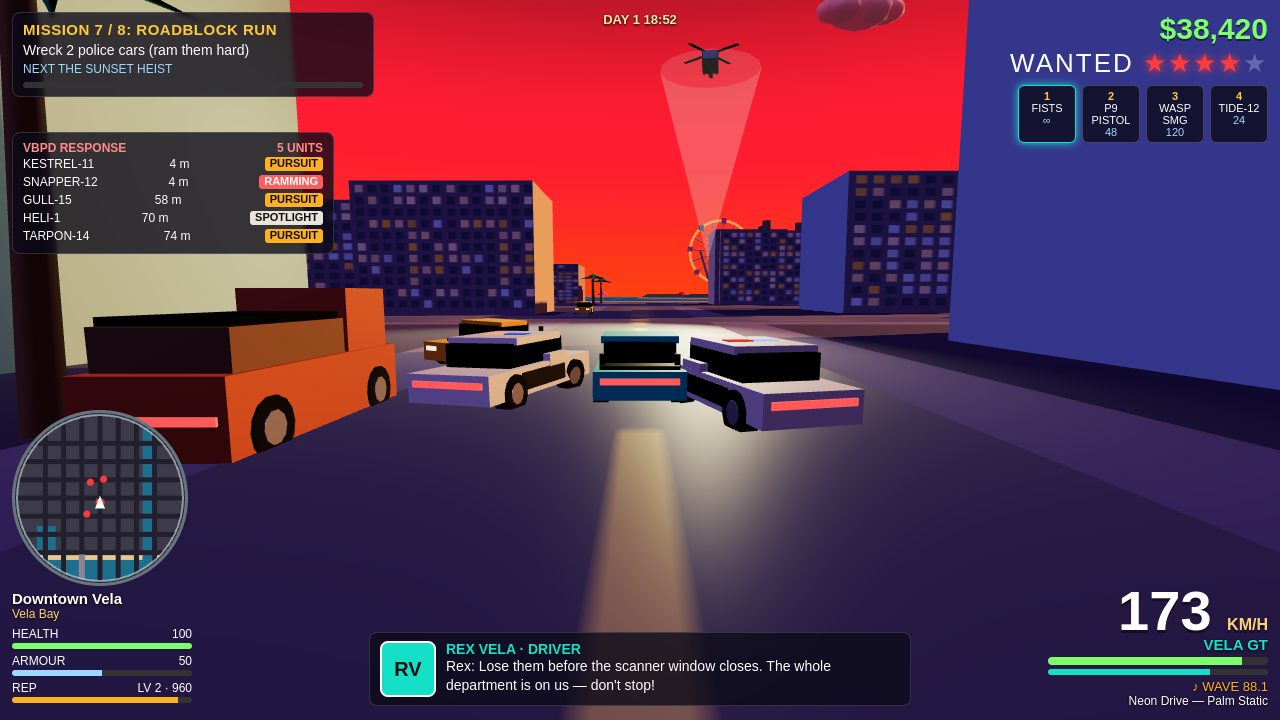 MISSION 7 / 8: ROADBLOCK RUN
Wreck 2 police cars (ram them hard)
NEXT THE SUNSET HEIST
DAY 1 18:52
$38,420
WANTED ★★★★★
1
FISTS
∞
2
P9
PISTOL
48
3
WASP
SMG
120
4
TIDE-12
24
VBPD RESPONSE 5 UNITS
KESTREL-11 4 m PURSUIT
SNAPPER-12 4 m RAMMING
GULL-15 58 m PURSUIT
HELI-1 70 m SPOTLIGHT
TARPON-14 74 m PURSUIT
Downtown Vela
Vela Bay
HEALTH 100
ARMOUR 50
REP LV 2 · 960
RV
REX VELA · DRIVER
Rex: Lose them before the scanner window closes. The whole
department is on us — don't stop!
173 KM/H
VELA GT
♪ WAVE 88.1
Neon Drive — Palm Static